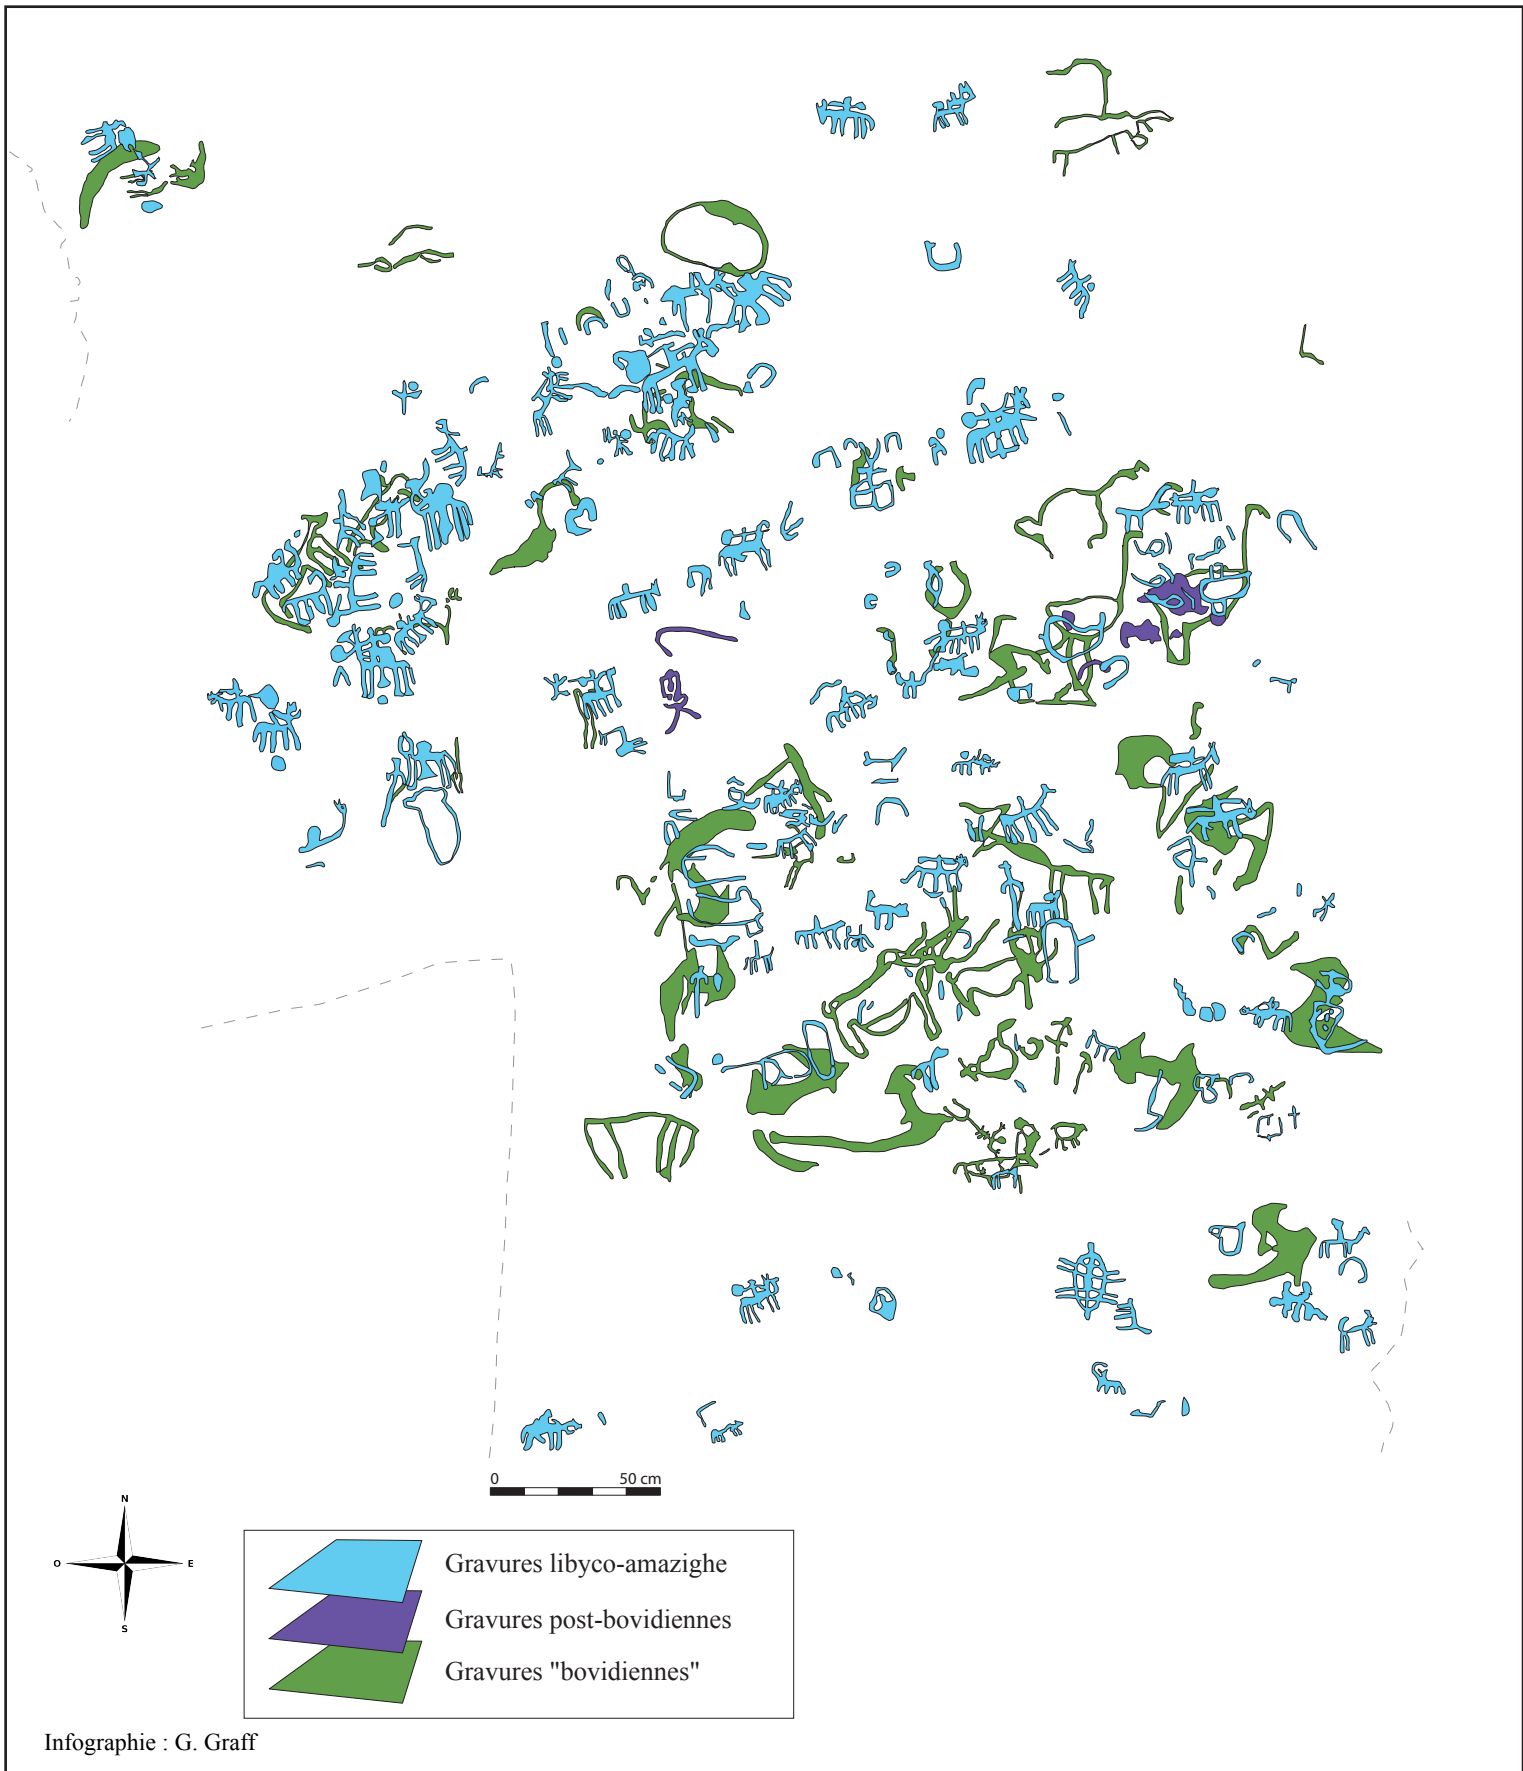 0 50 cm
N
O E
S
Gravures libyco-amazighe
Gravures post-bovidiennes
Gravures "bovidiennes"
Infographie : G. Graff